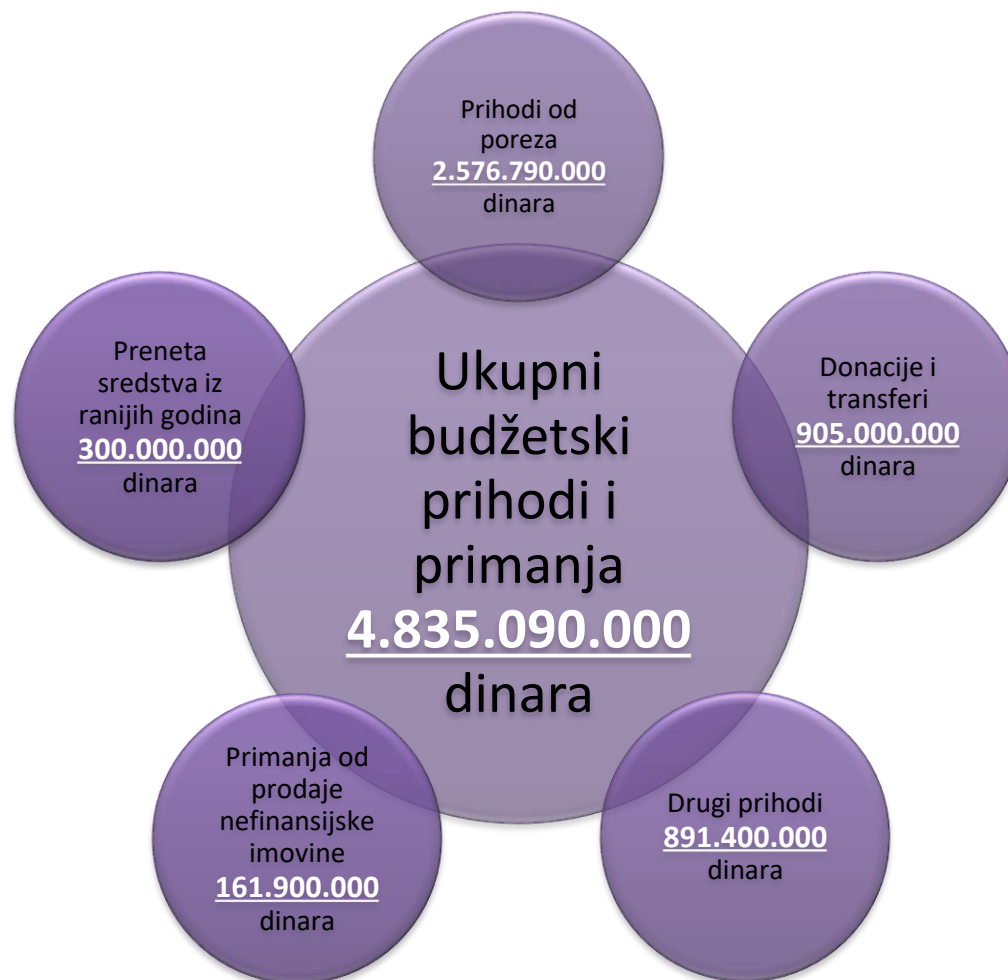 Prihodi od
poreza
2.576.790.000
dinara
Preneta
sredstva iz
ranijih godina
300.000.000
dinara
Ukupni
budžetski
prihodi i
primanja
4.835.090.000
dinara
Donacije i
transferi
905.000.000
dinara
Primanja od
prodaje
nefinansijske
imovine
161.900.000
dinara
Drugi prihodi
891.400.000
dinara